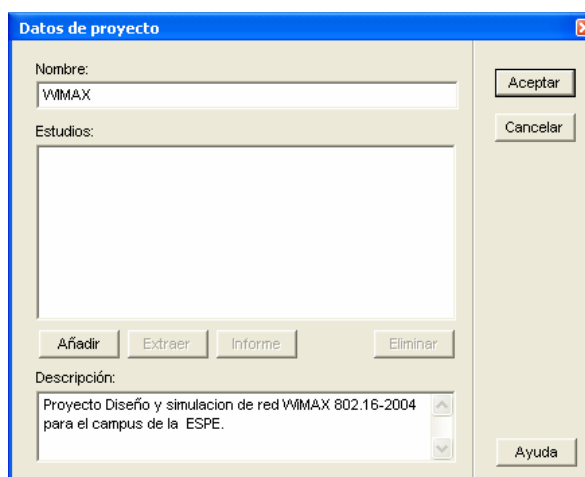 Datos de proyecto
Nombre:
WIMAX
Aceptar
Estudios:
Cancelar
Añadir
Extraer
Informe
Eliminar
Descripción:
Proyecto Diseño y simulacion de red WiMAX 802.16-2004
para el campus de la ESPE.
Ayuda